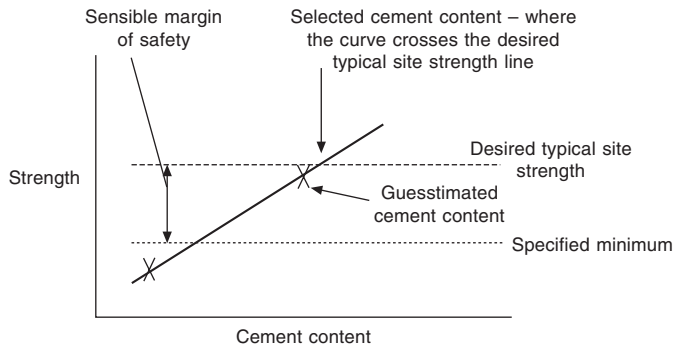 Sensible margin
of safety
Selected cement content – where
the curve crosses the desired
typical site strength line
Desired typical site
strength
Strength
Guesstimated
cement content
Specified minimum
Cement content